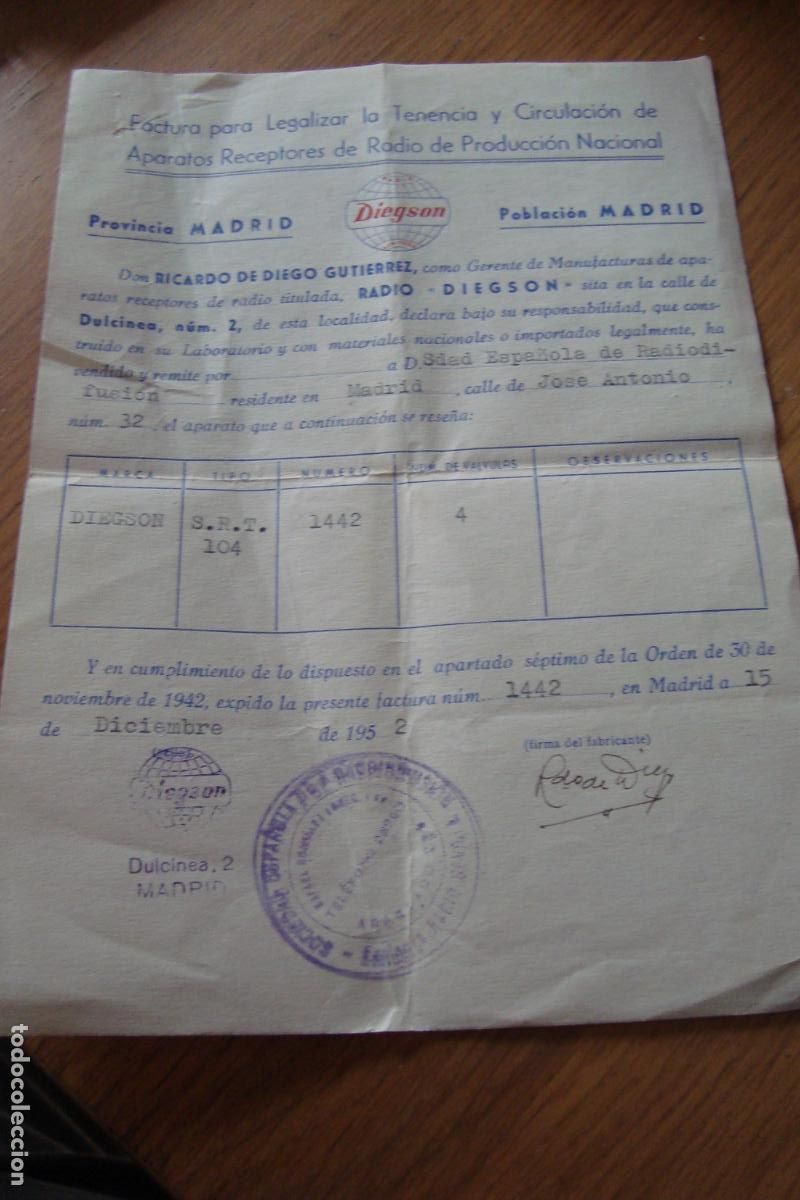 Factura para Legalizar la Tenencia y Circulación de
Aparatos Receptores de Radio de Producción Nacional
Provincia MADRID
RADIO
Diegson
Población MADRID
Don RICARDO DE DIEGO GUTIERREZ, como Gerente de Manufacturas de apa-
ratos receptores de radio titulada, RADIO - DIEGSON - sita en la calle de
Dulcinea, núm. 2, de esta localidad, declara bajo su responsabilidad, que cons-
truido en su Laboratorio y con materiales nacionales o importados legalmente, ha
vendido y remite por a D. Sdad Española de Radiodi-
fusión residente en Madrid, calle de Jose Antonio,
núm. 32, el aparato que a continuación se reseña:
MARCA TIPO NUMERO NUM. DE VALVULAS OBSERVACIONES
DIEGSON S.R.T. 1442 4
104
Y en cumplimiento de lo dispuesto en el apartado séptimo de la Orden de 30 de
noviembre de 1942, expido la presente factura núm. 1442, en Madrid a 15
de Diciembre de 1952
(firma del fabricante)
Diegson
Dulcinea, 2
MADRID
SOCIEDAD ESPAÑOLA DE RADIODIFUSIÓN
TELÉFONO
todocoleccion